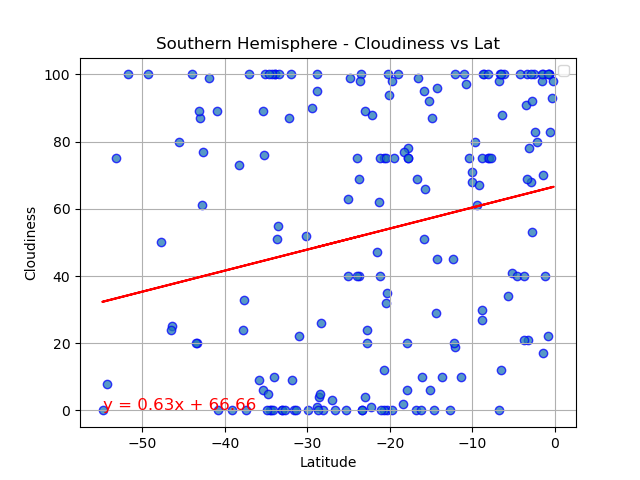 Southern Hemisphere - Cloudiness vs Lat
100
80
60
40
20
0
Cloudiness
y = 0.63x + 66.66
−50 −40 −30 −20 −10 0
Latitude